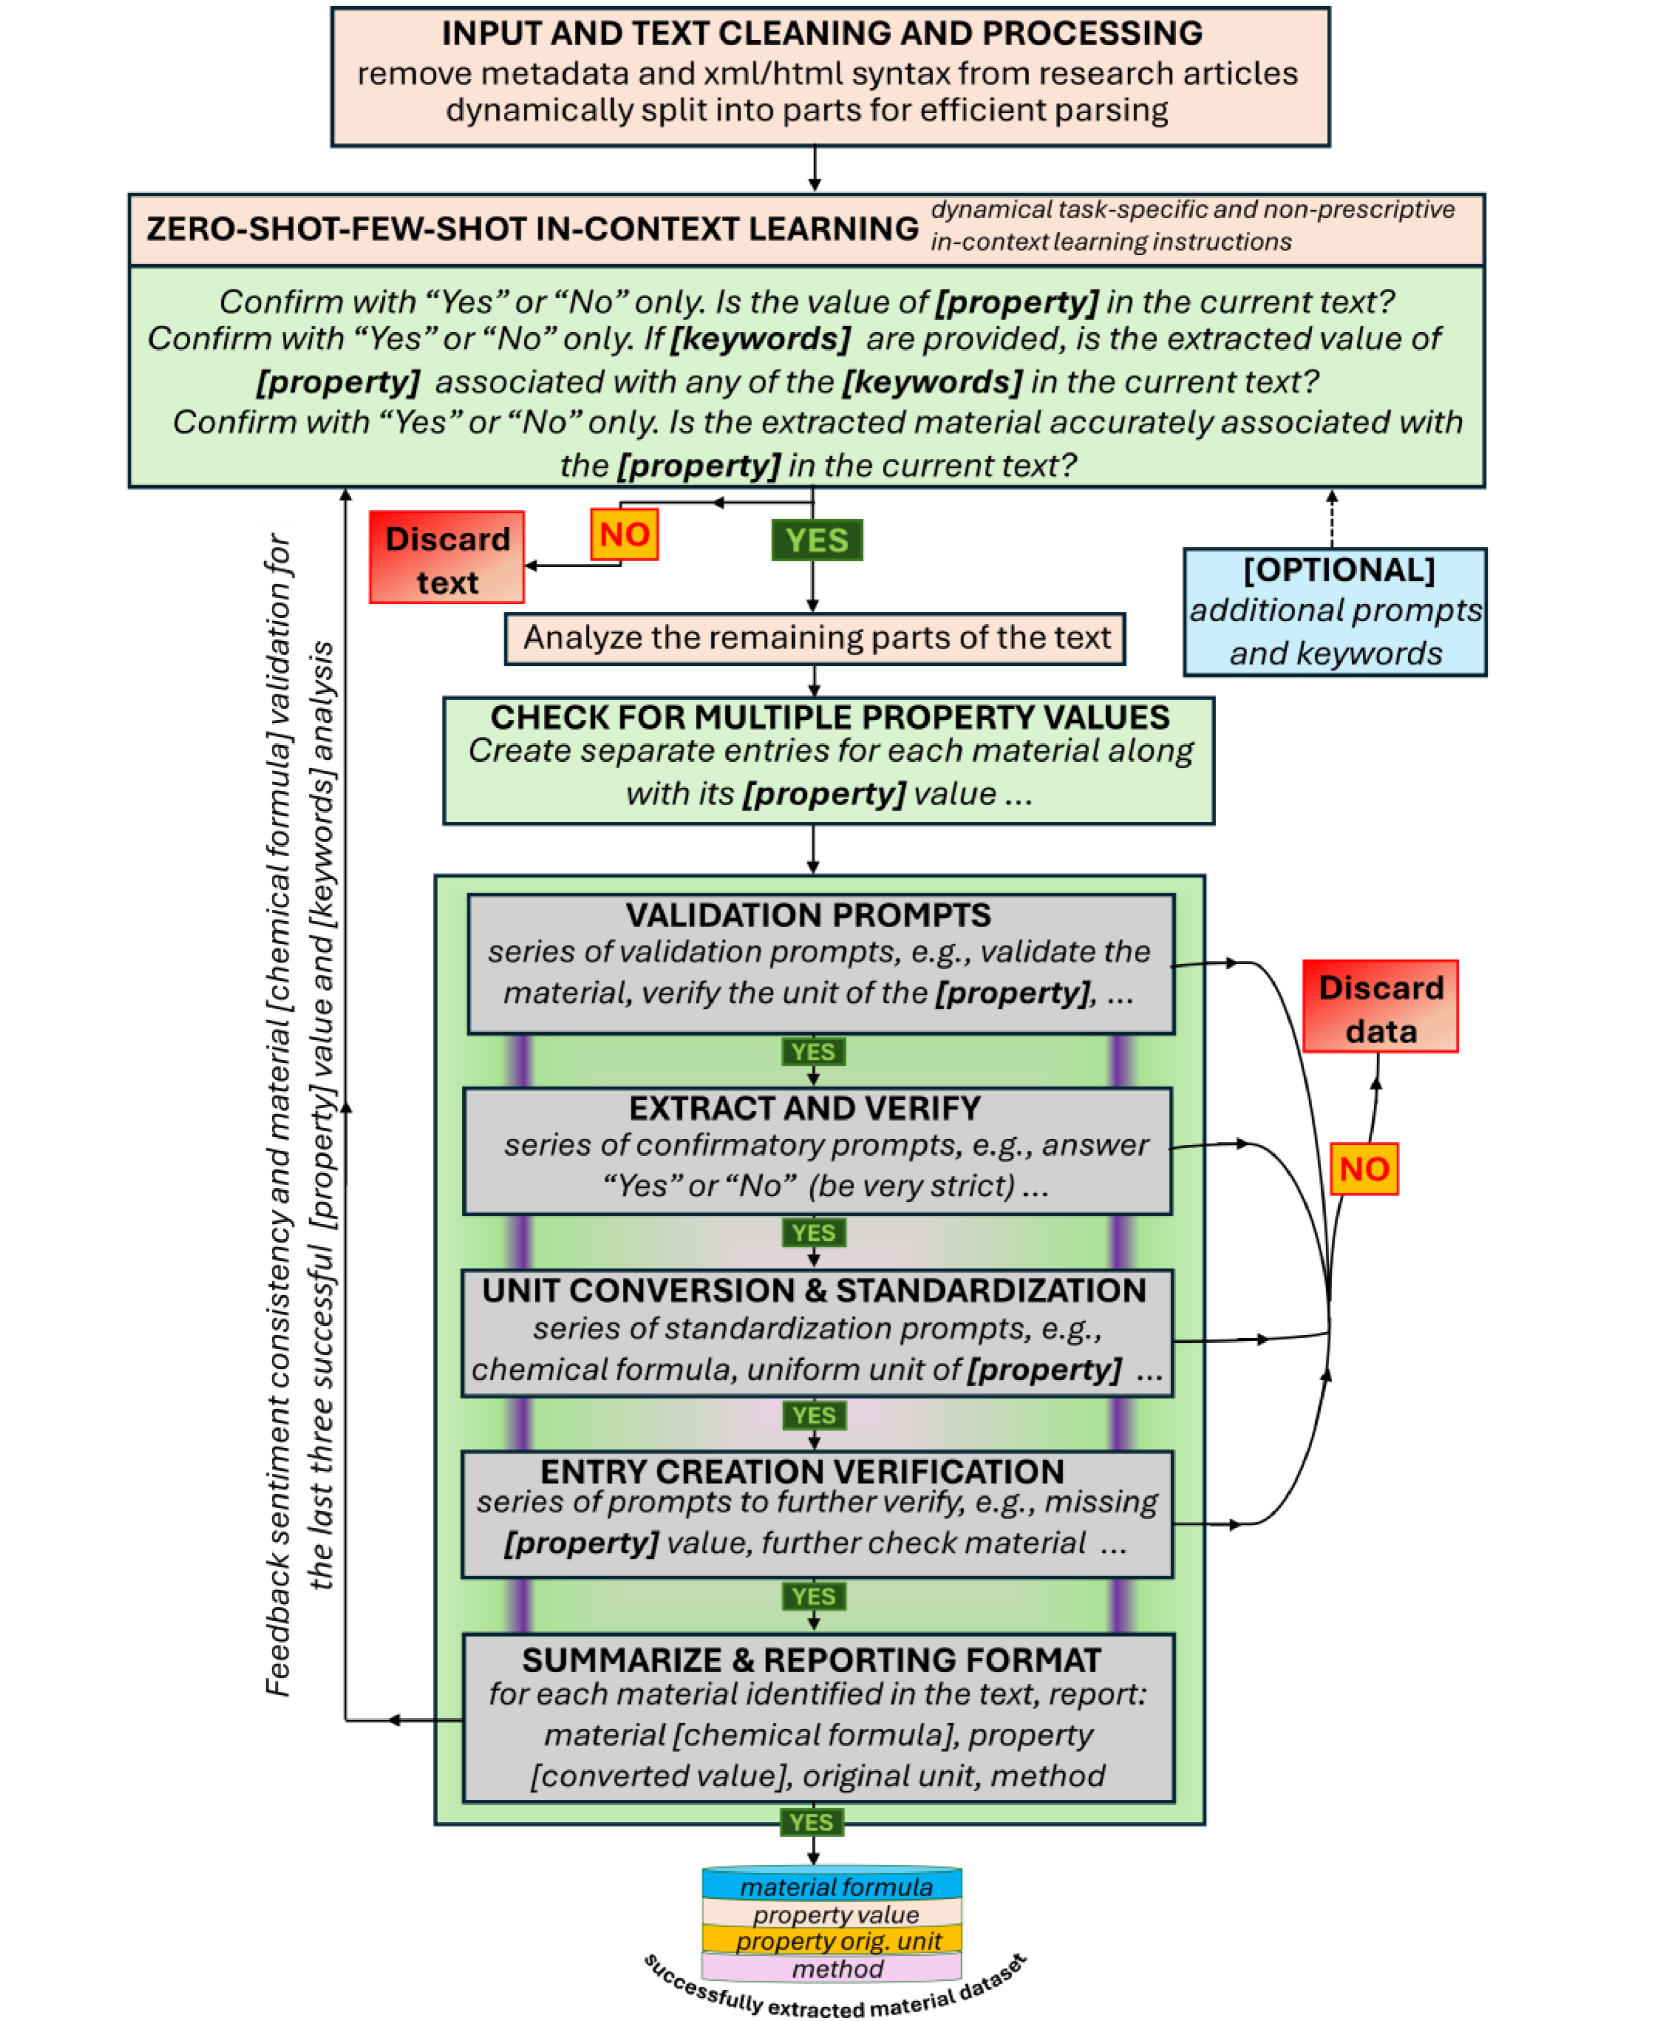 INPUT AND TEXT CLEANING AND PROCESSING
remove metadata and xml/html syntax from research articles
dynamically split into parts for efficient parsing
ZERO-SHOT-FEW-SHOT IN-CONTEXT LEARNING
dynamical task-specific and non-prescriptive
in-context learning instructions
Confirm with “Yes” or “No” only. Is the value of [property] in the current text?
Confirm with “Yes” or “No” only. If [keywords] are provided, is the extracted value of
[property] associated with any of the [keywords] in the current text?
Confirm with “Yes” or “No” only. Is the extracted material accurately associated with
the [property] in the current text?
NO
Discard
text
YES
[OPTIONAL]
additional prompts
and keywords
Analyze the remaining parts of the text
CHECK FOR MULTIPLE PROPERTY VALUES
Create separate entries for each material along
with its [property] value ...
Feedback sentiment consistency and material [chemical formula] validation for
the last three successful [property] value and [keywords] analysis
VALIDATION PROMPTS
series of validation prompts, e.g., validate the
material, verify the unit of the [property], ...
YES
Discard
data
NO
EXTRACT AND VERIFY
series of confirmatory prompts, e.g., answer
“Yes” or “No” (be very strict) ...
YES
UNIT CONVERSION & STANDARDIZATION
series of standardization prompts, e.g.,
chemical formula, uniform unit of [property] ...
YES
ENTRY CREATION VERIFICATION
series of prompts to further verify, e.g., missing
[property] value, further check material ...
YES
SUMMARIZE & REPORTING FORMAT
for each material identified in the text, report:
material [chemical formula], property
[converted value], original unit, method
YES
material formula
property value
property orig. unit
method
successfully extracted material dataset